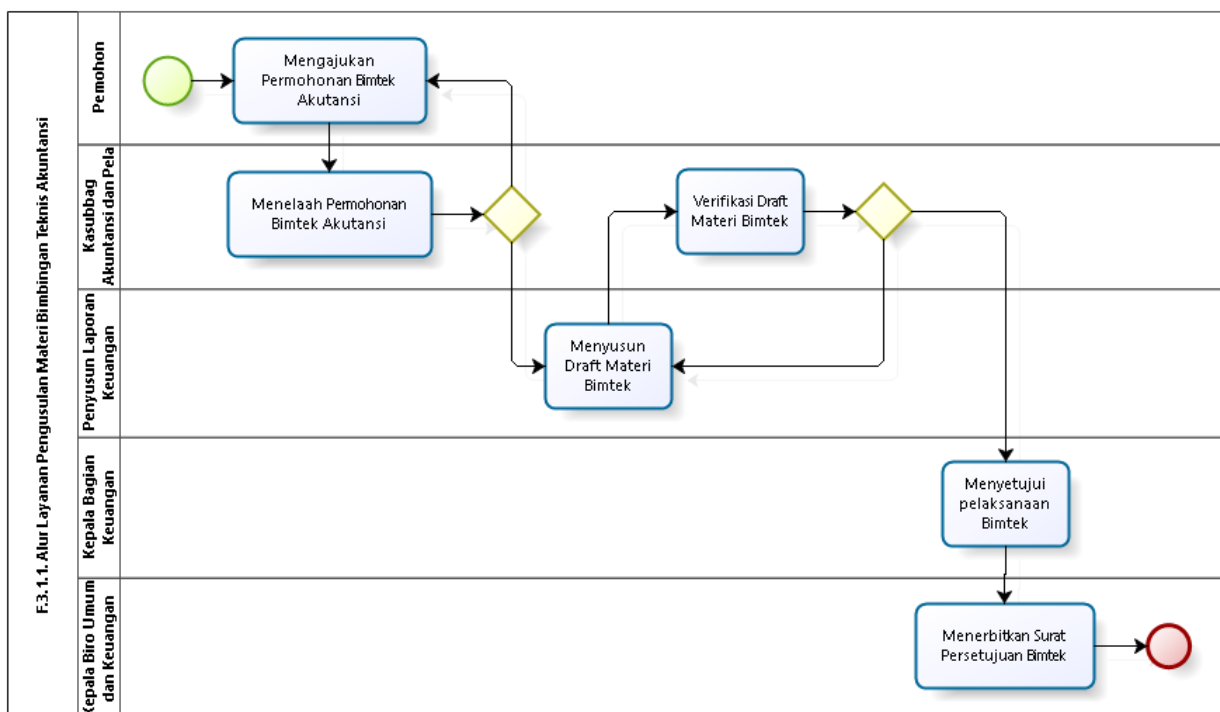 F.3.1.1. Alur Layanan Pengusulan Materi Bimbingan Teknis Akuntansi
Pemohon
Mengajukan
Permohonan Bimtek
Akutansi
Kasubbag
Akuntansi dan Pela
Menelaah Permohonan
Bimtek Akutansi
Verifikasi Draft
Materi Bimtek
Penyusun Laporan
Keuangan
Menyusun
Draft Materi
Bimtek
Kepala Bagian
Keuangan
Menyetujui
pelaksanaan
Bimtek
Kepala Biro Umum
dan Keuangan
Menerbitkan Surat
Persetujuan Bimtek